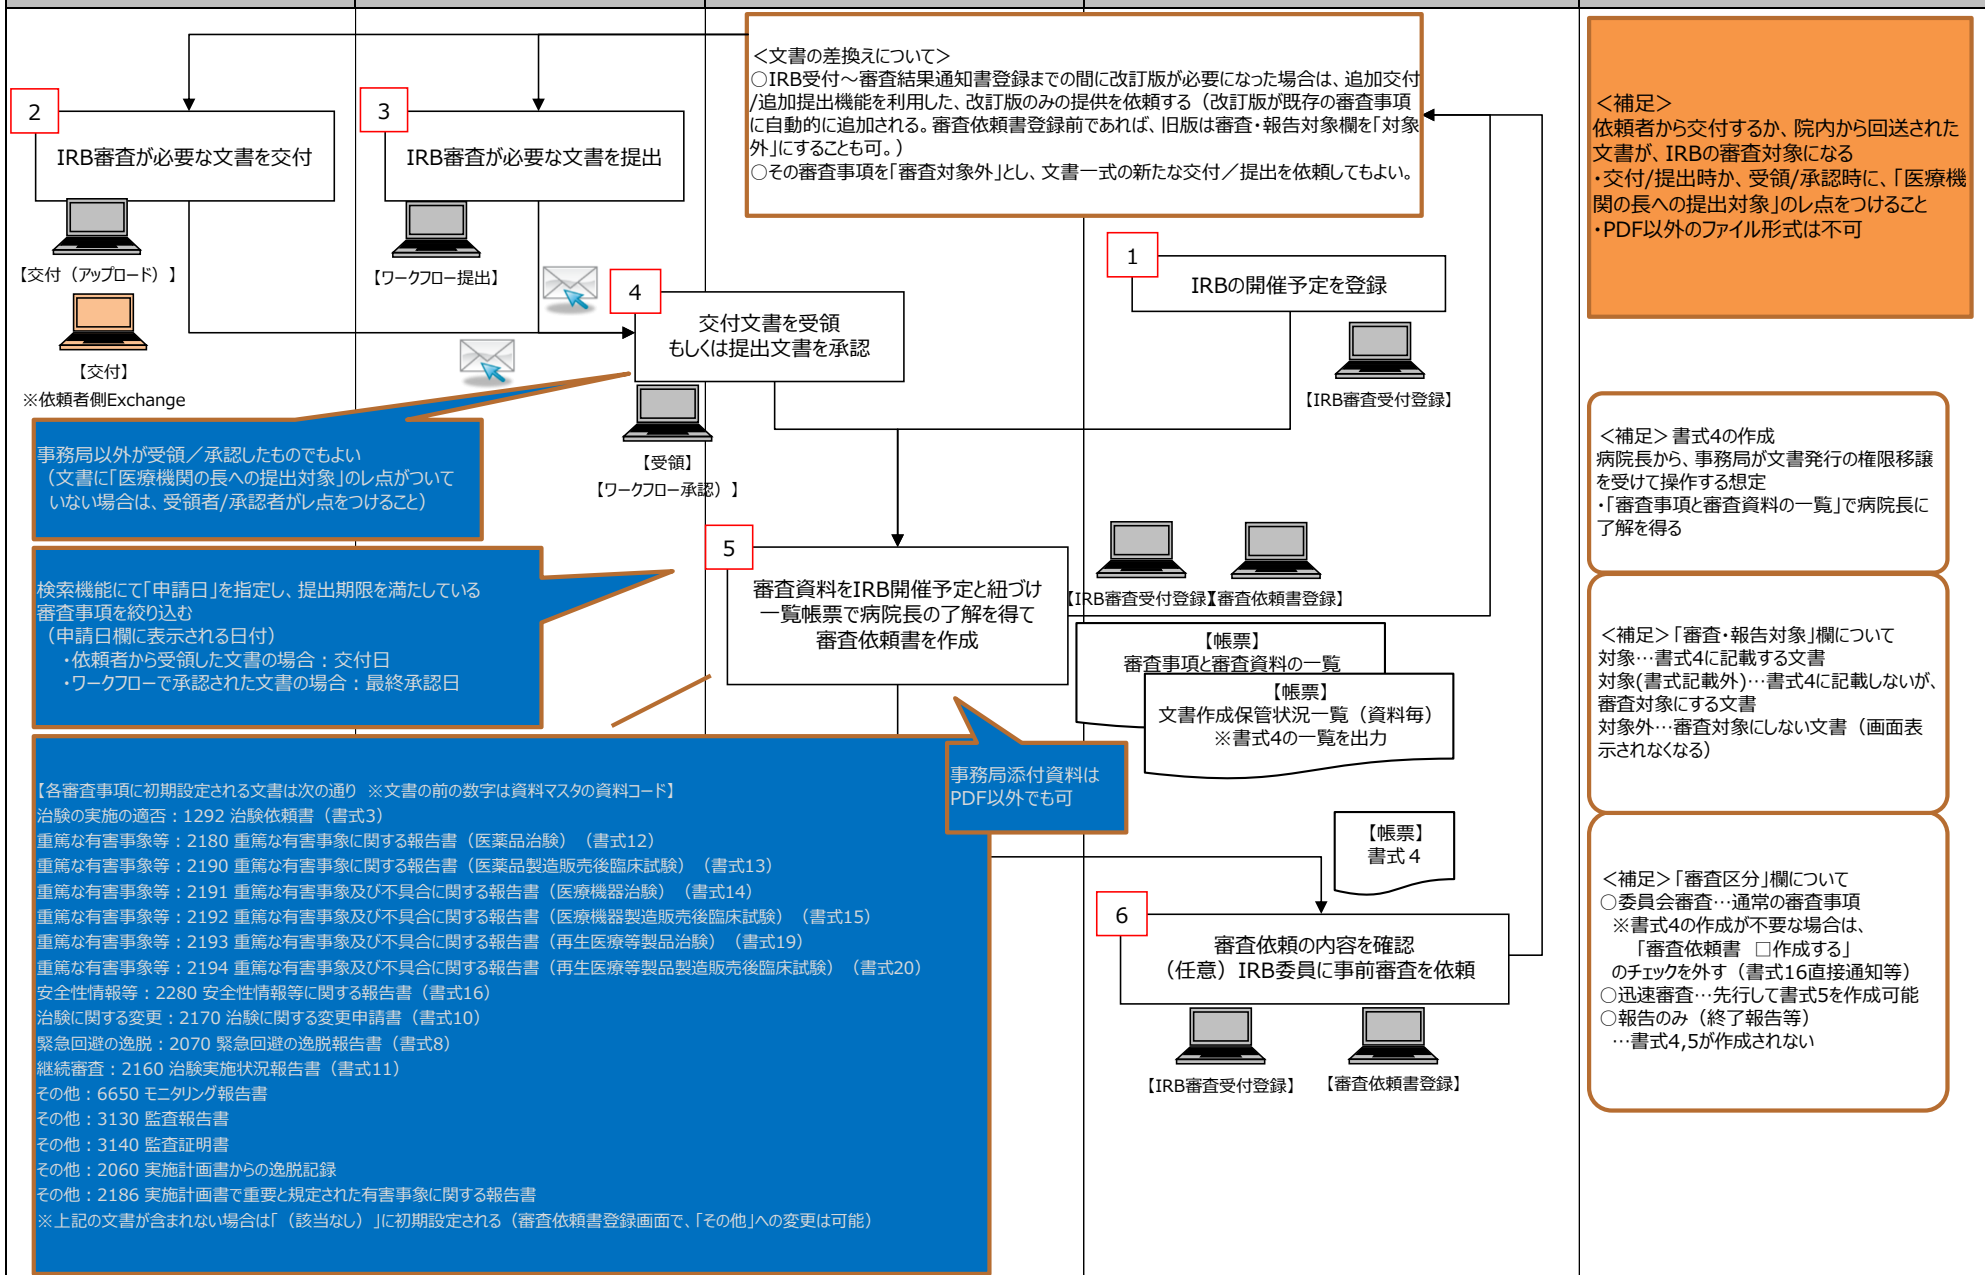 <文書の差換えについて>
○IRB受付～審査結果通知書登録までの間に改訂版が必要になった場合は、追加交付
/追加提出機能を利用した、改訂版のみの提供を依頼する（改訂版が既存の審査事項
に自動的に追加される。審査依頼書登録前であれば、旧版は審査・報告対象欄を「対象
外」にすることも可。）
○その審査事項を「審査対象外」とし、文書一式の新たな交付／提出を依頼してもよい。
2
IRB審査が必要な文書を交付
【交付（アップロード）】
【交付】
※依頼者側Exchange
3
IRB審査が必要な文書を提出
【ワークフロー提出】
1
IRBの開催予定を登録
【IRB審査受付登録】
4
交付文書を受領
もしくは提出文書を承認
【受領】
【ワークフロー承認）】
事務局以外が受領／承認したものでもよい
（文書に「医療機関の長への提出対象」のレ点がついて
いない場合は、受領者/承認者がレ点をつけること）
検索機能にて「申請日」を指定し、提出期限を満たしている
審査事項を絞り込む
（申請日欄に表示される日付）
・依頼者から受領した文書の場合：交付日
・ワークフローで承認された文書の場合：最終承認日
5
審査資料をIRB開催予定と紐づけ
一覧帳票で病院長の了解を得て
審査依頼書を作成
【IRB審査受付登録】
【審査依頼書登録】
【帳票】
審査事項と審査資料の一覧
【帳票】
文書作成保管状況一覧（資料毎）
※書式4の一覧を出力
事務局添付資料は
PDF以外でも可
【各審査事項に初期設定される文書は次の通り ※文書の前の数字は資料マスタの資料コード】
治験の実施の適否：1292 治験依頼書（書式3）
重篤な有害事象等：2180 重篤な有害事象に関する報告書（医薬品治験）（書式12）
重篤な有害事象等：2190 重篤な有害事象に関する報告書（医薬品製造販売後臨床試験）（書式13）
重篤な有害事象等：2191 重篤な有害事象及び不具合に関する報告書（医療機器治験）（書式14）
重篤な有害事象等：2192 重篤な有害事象及び不具合に関する報告書（医療機器製造販売後臨床試験）（書式15）
重篤な有害事象等：2193 重篤な有害事象及び不具合に関する報告書（再生医療等製品治験）（書式19）
重篤な有害事象等：2194 重篤な有害事象及び不具合に関する報告書（再生医療等製品製造販売後臨床試験）（書式20）
安全性情報等：2280 安全性情報等に関する報告書（書式16）
治験に関する変更：2170 治験に関する変更申請書（書式10）
緊急回避の逸脱：2070 緊急回避の逸脱報告書（書式8）
継続審査：2160 治験実施状況報告書（書式11）
その他：6650 モニタリング報告書
その他：3130 監査報告書
その他：3140 監査証明書
その他：2060 実施計画書からの逸脱記録
その他：2186 実施計画書で重要と規定された有害事象に関する報告書
※上記の文書が含まれない場合は「（該当なし）」に初期設定される（審査依頼書登録画面で、「その他」への変更は可能）
【帳票】
書式４
6
審査依頼の内容を確認
（任意）IRB委員に事前審査を依頼
【IRB審査受付登録】
【審査依頼書登録】
<補足>
依頼者から交付するか、院内から回送された
文書が、IRBの審査対象になる
・交付/提出時か、受領/承認時に、「医療機
関の長への提出対象」のレ点をつけること
・PDF以外のファイル形式は不可
<補足> 書式4の作成
病院長から、事務局が文書発行の権限移譲
を受けて操作する想定
・「審査事項と審査資料の一覧」で病院長に
了解を得る
<補足>「審査・報告対象」欄について
対象…書式4に記載する文書
対象(書式記載外)…書式4に記載しないが、
審査対象にする文書
対象外…審査対象にしない文書（画面表
示されなくなる）
<補足>「審査区分」欄について
○委員会審査…通常の審査事項
※書式4の作成が不要な場合は、
「審査依頼書　□作成する」
のチェックを外す（書式16直接通知等）
○迅速審査…先行して書式5を作成可能
○報告のみ（終了報告等）
…書式4,5が作成されない